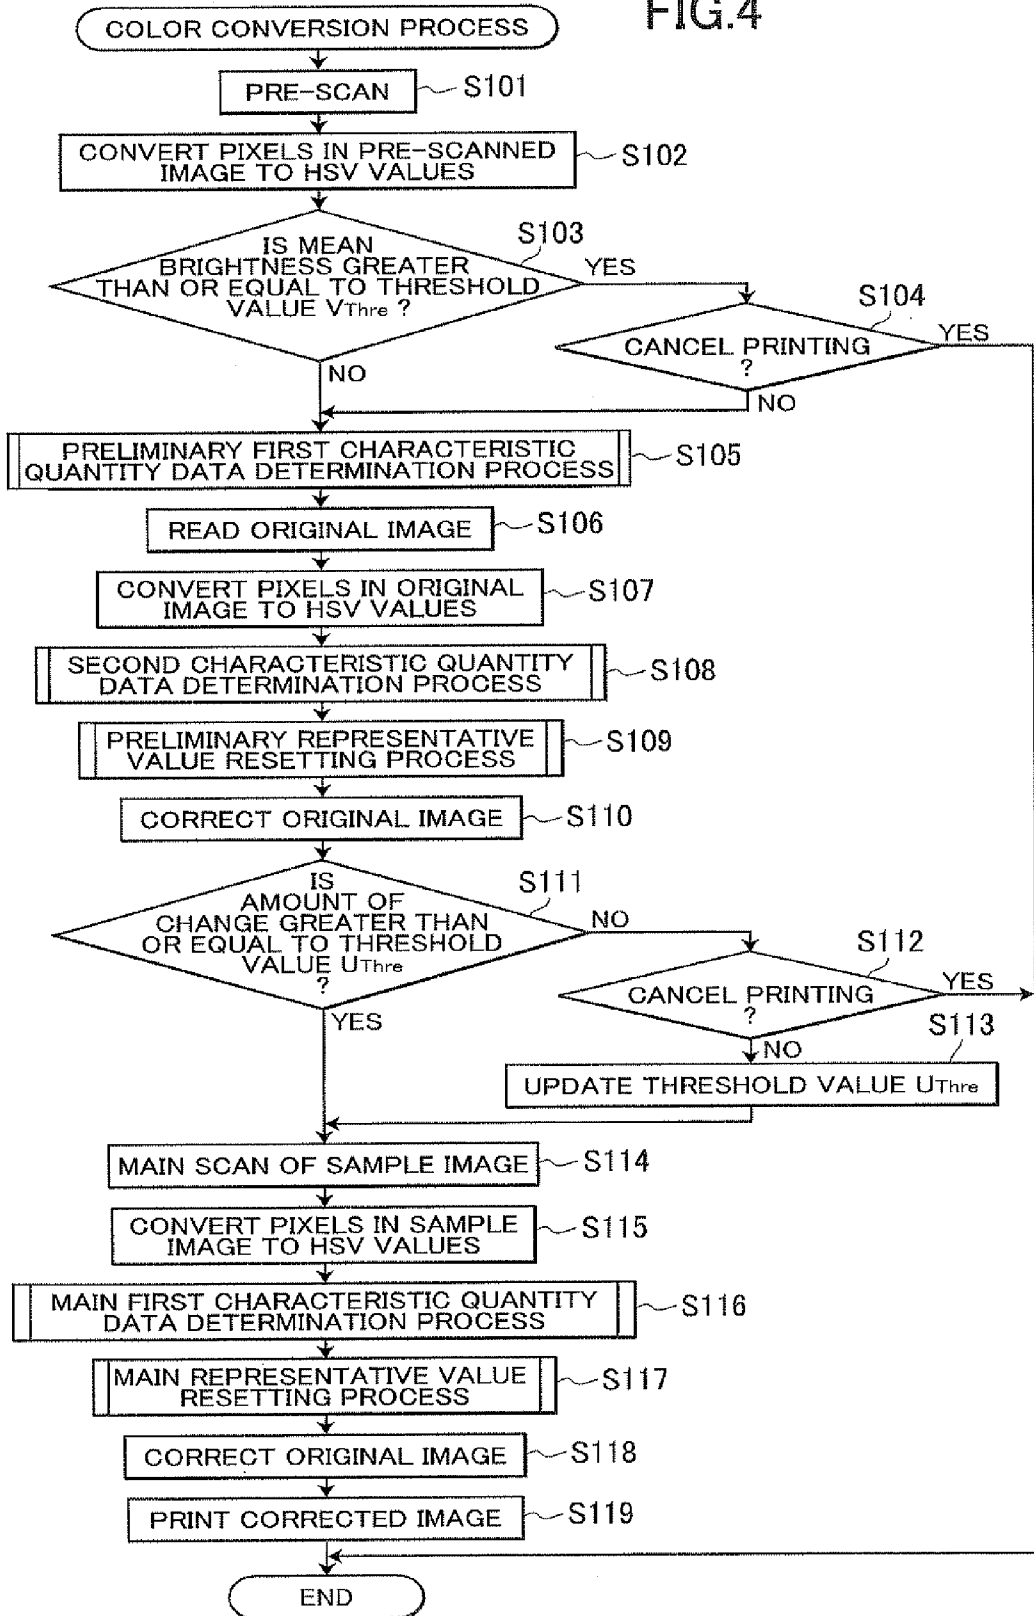 FIG.4
COLOR CONVERSION PROCESS
PRE-SCAN
S101
CONVERT PIXELS IN PRE-SCANNED
IMAGE TO HSV VALUES
S102
IS MEAN
BRIGHTNESS GREATER
THAN OR EQUAL TO THRESHOLD
VALUE VThre ?
S103
YES
NO
CANCEL PRINTING
?
S104
YES
NO
PRELIMINARY FIRST CHARACTERISTIC
QUANTITY DATA DETERMINATION PROCESS
S105
READ ORIGINAL IMAGE
S106
CONVERT PIXELS IN ORIGINAL
IMAGE TO HSV VALUES
S107
SECOND CHARACTERISTIC QUANTITY
DATA DETERMINATION PROCESS
S108
PRELIMINARY REPRESENTATIVE
VALUE RESETTING PROCESS
S109
CORRECT ORIGINAL IMAGE
S110
IS
AMOUNT OF
CHANGE GREATER THAN
OR EQUAL TO THRESHOLD
VALUE UThre
?
S111
NO
YES
CANCEL PRINTING
?
S112
YES
NO
S113
UPDATE THRESHOLD VALUE UThre
MAIN SCAN OF SAMPLE IMAGE
S114
CONVERT PIXELS IN SAMPLE
IMAGE TO HSV VALUES
S115
MAIN FIRST CHARACTERISTIC QUANTITY
DATA DETERMINATION PROCESS
S116
MAIN REPRESENTATIVE VALUE
RESETTING PROCESS
S117
CORRECT ORIGINAL IMAGE
S118
PRINT CORRECTED IMAGE
S119
END